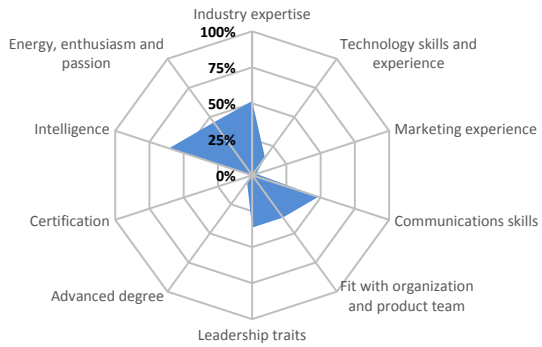 Industry expertise
100%
Energy, enthusiasm and
passion
Technology skills and
experience
75%
50%
Intelligence
Marketing experience
25%
0%
Certification
Communications skills
Advanced degree
Fit with organization
and product team
Leadership traits